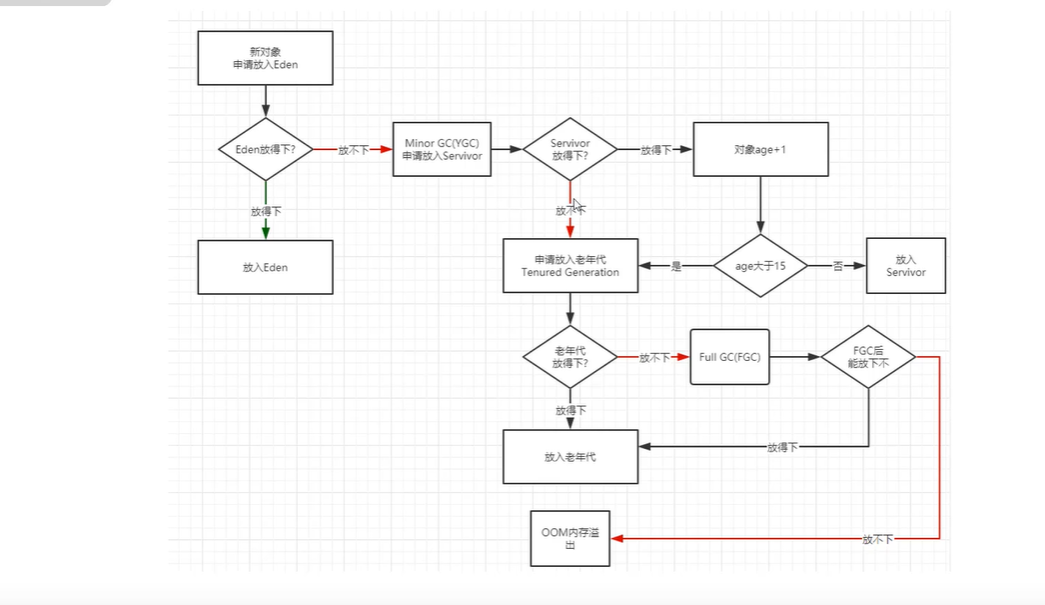 新对象
申请放入Eden
Eden放得下?
放不下
Minor GC(YGC)
申请放入Servivor
Servivor
放得下?
放得下
对象age+1
放得下
放不下
放入Eden
申请放入老年代
Tenured Generation
是
age大于15
否
放入
Servivor
老年代
放得下?
放不下
Full GC(FGC)
FGC后
能放下不
放得下
放入老年代
放得下
OOM内存溢
出
放不下